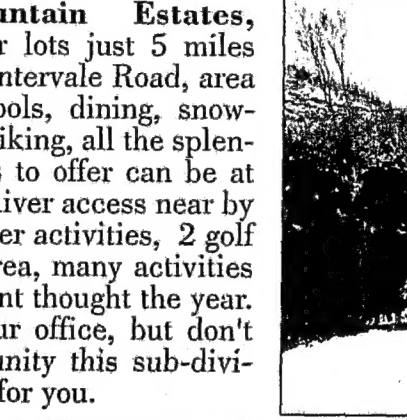 untain Estates,
r lots just 5 miles
ntervale Road, area
ools, dining, snow-
iking, all the splen-
s to offer can be at
iver access near by
er activities, 2 golf
rea, many activities
nt thought the year.
ur office, but don't
unity this sub-divi-
for you.